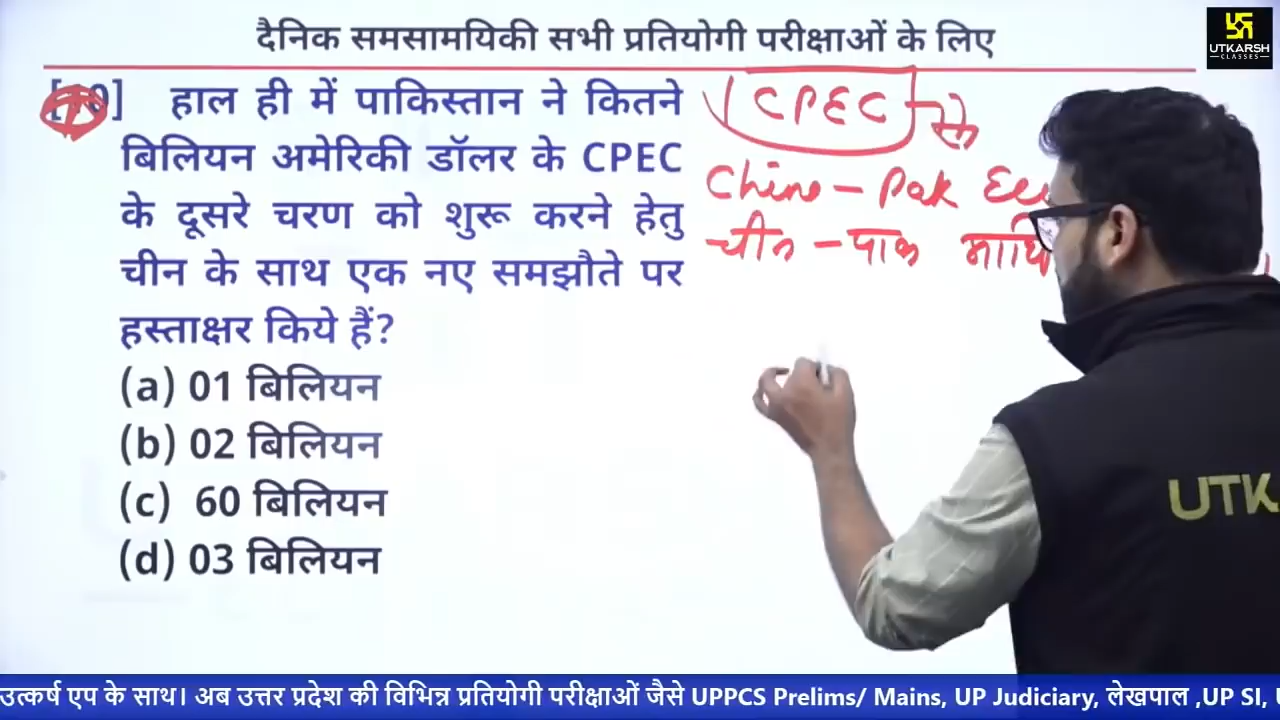 दैनिक समसामयिकी सभी प्रतियोगी परीक्षाओं के लिए
UTKARSH
CLASSES
हाल ही में पाकिस्तान ने कितने
बिलियन अमेरिकी डॉलर के CPEC
के दूसरे चरण को शुरू करने हेतु
चीन के साथ एक नए समझौते पर
हस्ताक्षर किये हैं?
(a) 01 बिलियन
(b) 02 बिलियन
(c) 60 बिलियन
(d) 03 बिलियन
CPEC
Chine - Pak
चीन - पाक
UTK
उत्कर्ष एप के साथ। अब उत्तर प्रदेश की विभिन्न प्रतियोगी परीक्षाओं जैसे UPPCS Prelims/ Mains, UP Judiciary, लेखपाल ,UP SI,